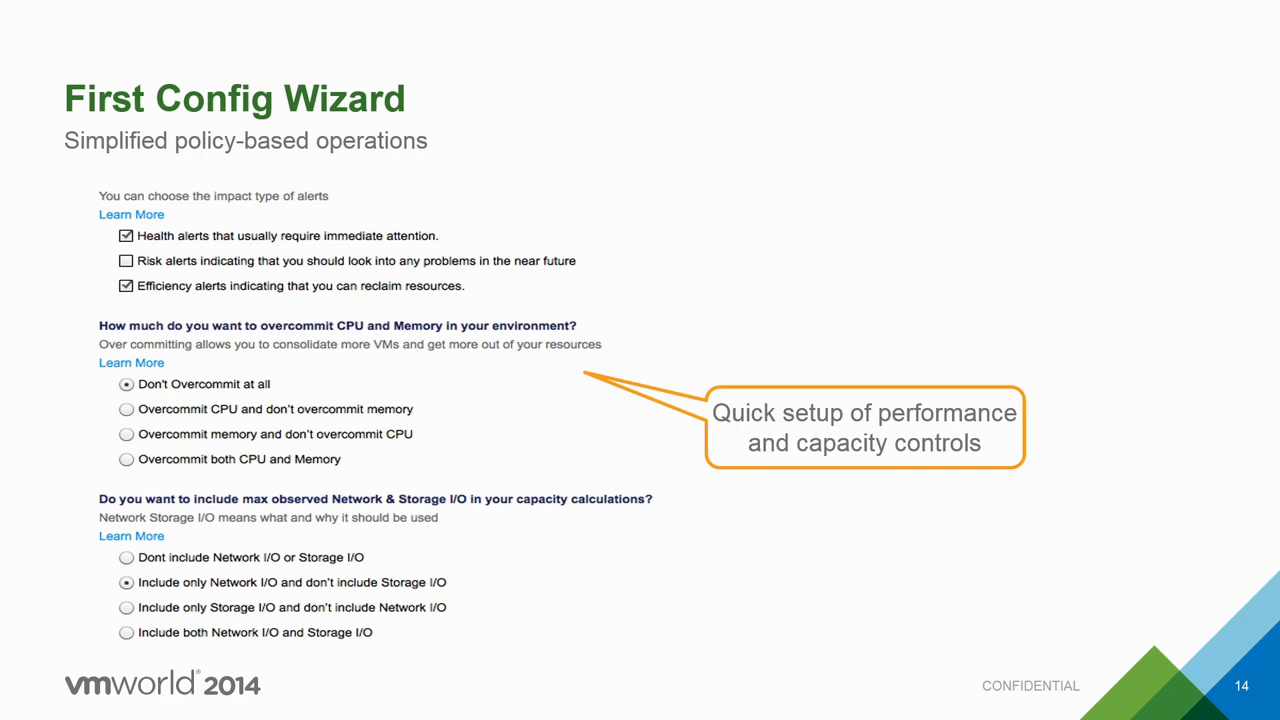 First Config Wizard
Simplified policy-based operations
You can choose the impact type of alerts
Learn More
Health alerts that usually require immediate attention.
Risk alerts indicating that you should look into any problems in the near future
Efficiency alerts indicating that you can reclaim resources.
How much do you want to overcommit CPU and Memory in your environment?
Over committing allows you to consolidate more VMs and get more out of your resources
Learn More
Don't Overcommit at all
Overcommit CPU and don't overcommit memory
Overcommit memory and don't overcommit CPU
Overcommit both CPU and Memory
Quick setup of performance
and capacity controls
Do you want to include max observed Network & Storage I/O in your capacity calculations?
Network Storage I/O means what and why it should be used
Learn More
Dont include Network I/O or Storage I/O
Include only Network I/O and don't include Storage I/O
Include only Storage I/O and don't include Network I/O
Include both Network I/O and Storage I/O
vmworld® 2014
CONFIDENTIAL
14